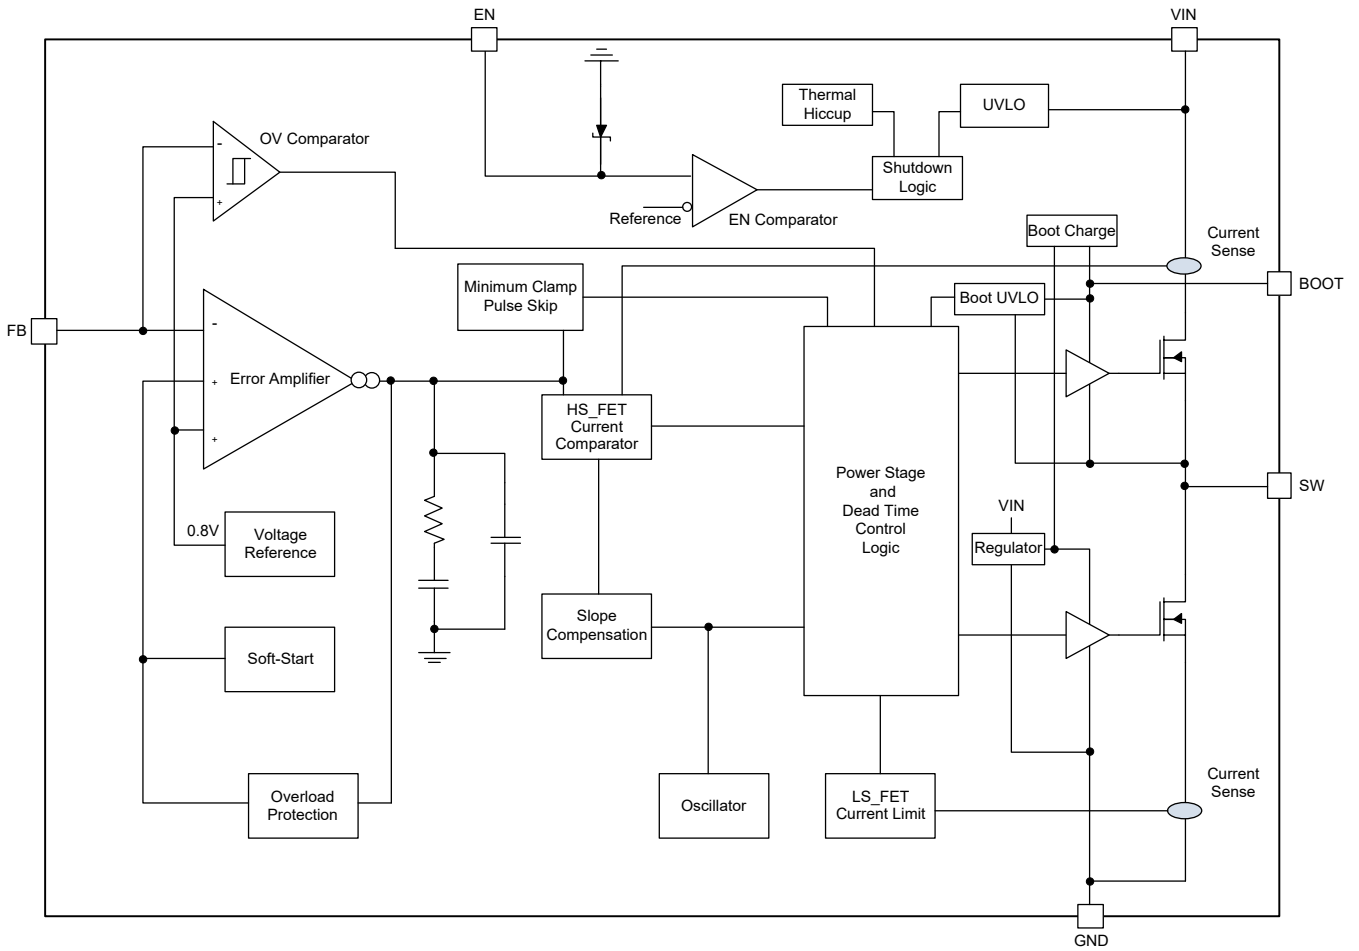 EN
VIN
Thermal
Hiccup
UVLO
OV Comparator
-
+
Shutdown
Logic
Reference
EN Comparator
Boot Charge
Current
Sense
Minimum Clamp
Pulse Skip
Boot UVLO
BOOT
FB
-
Error Amplifier
+
+
HS_FET
Current
Comparator
Power Stage
and
Dead Time
Control
Logic
SW
VIN
0.8V
Voltage
Reference
Regulator
Slope
Compensation
Soft-Start
Current
Sense
Overload
Protection
Oscillator
LS_FET
Current Limit
GND